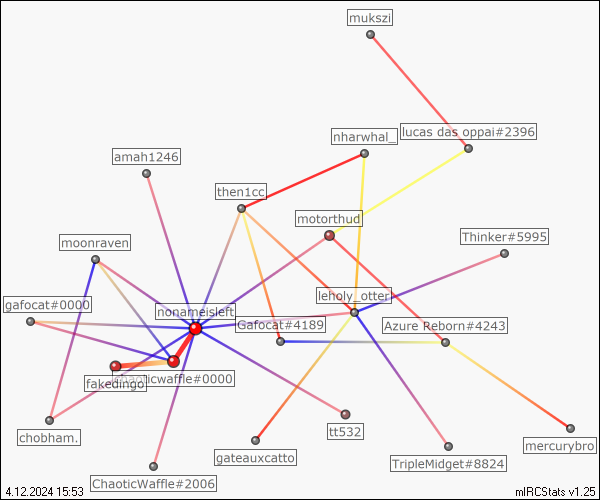 mukszi
nharwhal_
lucas das oppai#2396
amah1246
then1cc
motorthud
moonraven
Thinker#5995
gafocat#0000
leholy_otter
nonameisleft
Gafocat#4189
Azure Reborn#4243
fakedingo
aoticwaffle#0000
chobham.
tt532
mercurybro
gateauxcatto
TripleMidget#8824
ChaoticWaffle#2006
4.12.2024 15:53
mIRCStats v1.25